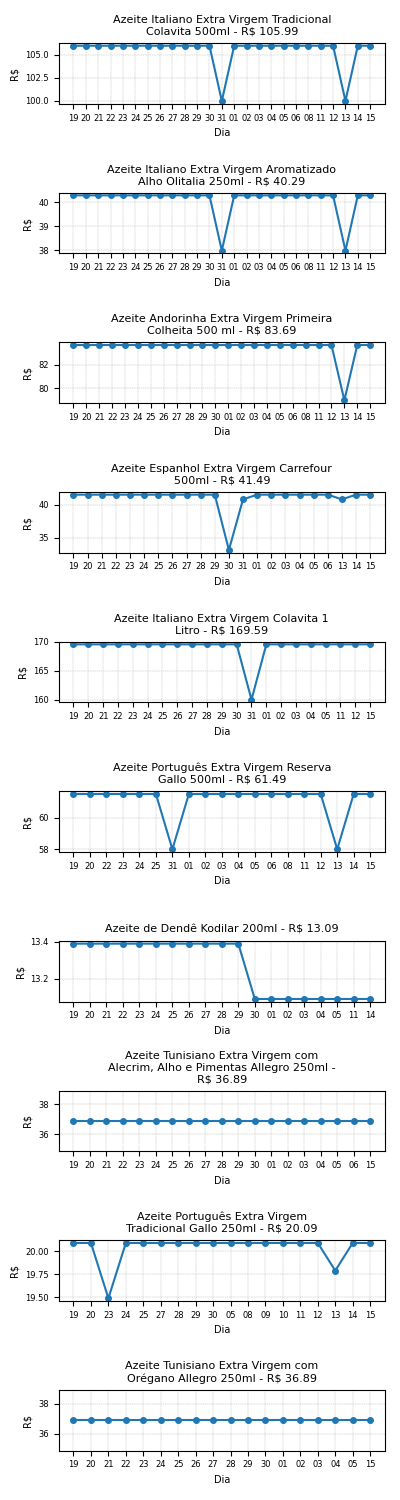 Azeite Italiano Extra Virgem Tradicional
Colavita 500ml - R$ 105.99
105.0
102.5
100.0
R$
19 20 21 22 23 24 25 26 27 28 29 30 31 01 02 03 04 05 06 08 11 12 13 14 15
Dia
Azeite Italiano Extra Virgem Aromatizado
Alho Olitalia 250ml - R$ 40.29
40
39
38
R$
19 20 21 22 23 24 25 26 27 28 29 30 31 01 02 03 04 05 06 08 11 12 13 14 15
Dia
Azeite Andorinha Extra Virgem Primeira
Colheita 500 ml - R$ 83.69
82
80
R$
19 20 21 22 23 24 25 26 27 28 29 30 01 02 03 04 05 06 08 11 12 13 14 15
Dia
Azeite Espanhol Extra Virgem Carrefour
500ml - R$ 41.49
40
35
R$
19 20 21 22 23 24 25 26 27 28 29 30 31 01 02 03 04 05 06 13 14 15
Dia
Azeite Italiano Extra Virgem Colavita 1
Litro - R$ 169.59
170
165
160
R$
19 20 21 22 23 24 25 26 27 28 29 30 31 01 02 03 04 05 11 12 15
Dia
Azeite Português Extra Virgem Reserva
Gallo 500ml - R$ 61.49
60
58
R$
19 20 21 22 23 24 25 31 01 02 03 04 05 08 11 12 13 14 15
Dia
Azeite de Dendê Kodilar 200ml - R$ 13.09
13.4
13.2
R$
19 20 21 22 23 24 25 26 27 28 29 30 01 02 03 04 05 11 14
Dia
Azeite Tunisiano Extra Virgem com
Alecrim, Alho e Pimentas Allegro 250ml -
R$ 36.89
38
36
R$
19 20 21 22 23 24 25 26 27 28 29 30 01 02 03 04 05 06 15
Dia
Azeite Português Extra Virgem
Tradicional Gallo 250ml - R$ 20.09
20.00
19.75
19.50
R$
19 20 23 24 25 26 27 28 30 05 08 09 10 11 12 13 14 15
Dia
Azeite Tunisiano Extra Virgem com
Orégano Allegro 250ml - R$ 36.89
38
36
R$
19 20 21 22 23 24 25 26 27 28 29 30 01 02 03 04 05 15
Dia